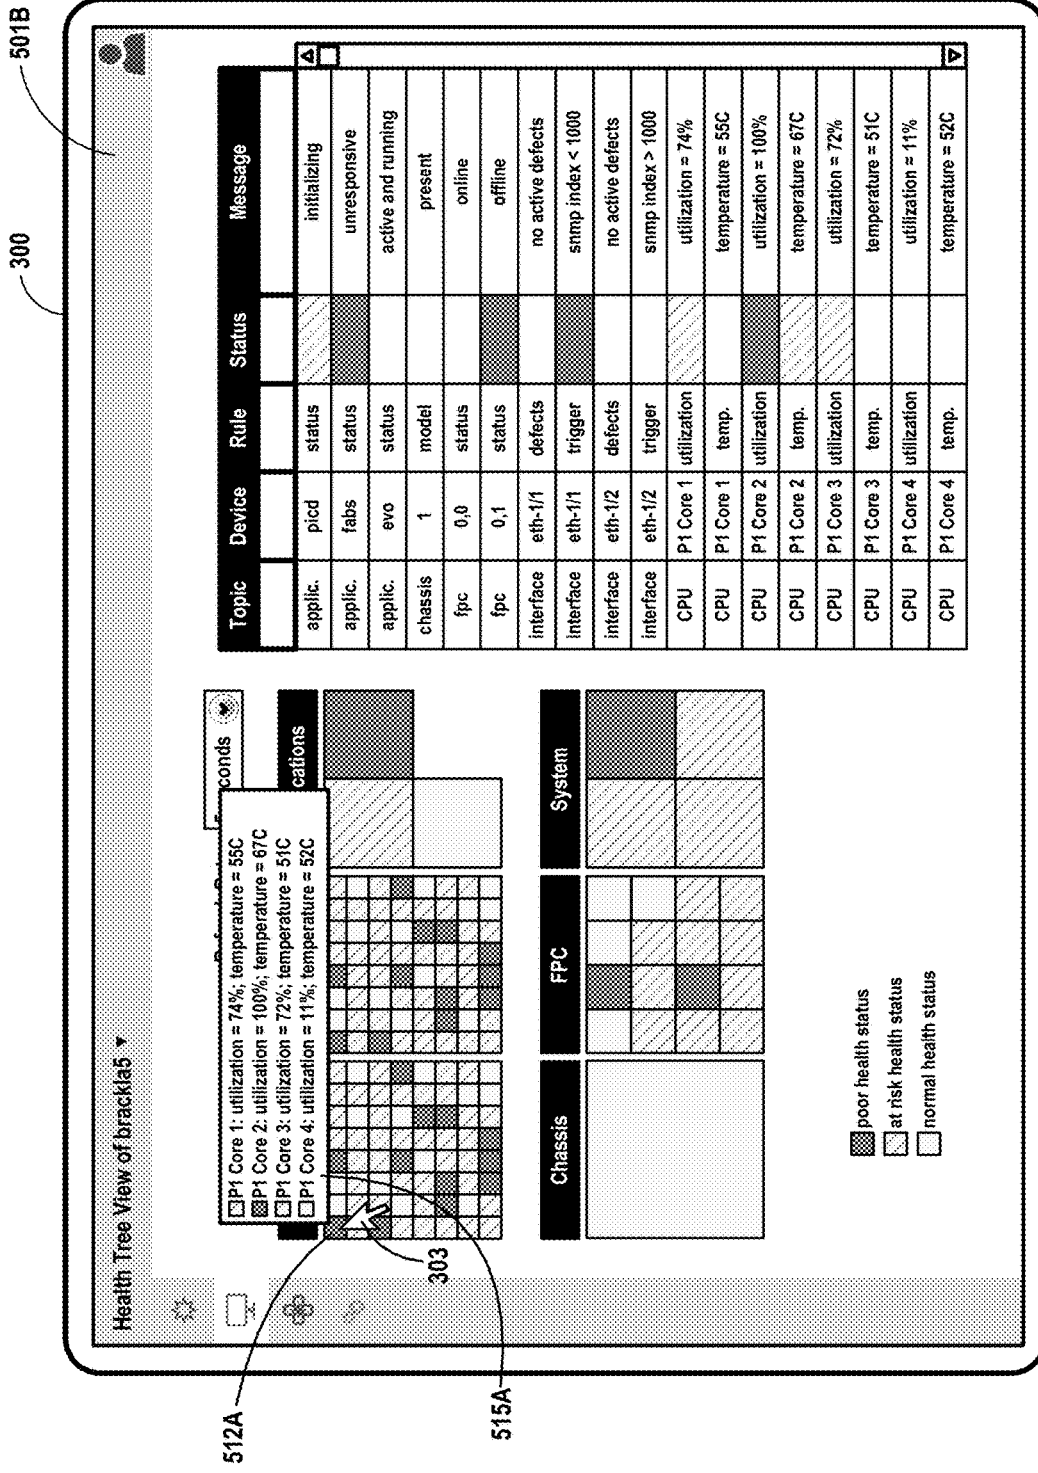 300
501B
Health Tree View of brackla5 ▼
conds
P1 Core 1: utilization = 74%; temperature = 55C
P1 Core 2: utilization = 100%; temperature = 67C
P1 Core 3: utilization = 72%; temperature = 51C
P1 Core 4: utilization = 11%; temperature = 52C
cations
512A
303
515A
Chassis
FPC
System
poor health status
at risk health status
normal health status
Topic Device Rule Status Message
applic. picd status initializing
applic. fabs status unresponsive
applic. evo status active and running
chassis 1 model present
fpc 0,0 status online
fpc 0,1 status offline
interface eth-1/1 defects no active defects
interface eth-1/1 trigger snmp index < 1000
interface eth-1/2 defects no active defects
interface eth-1/2 trigger snmp index > 1000
CPU P1 Core 1 utilization utilization = 74%
CPU P1 Core 1 temp. temperature = 55C
CPU P1 Core 2 utilization utilization = 100%
CPU P1 Core 2 temp. temperature = 67C
CPU P1 Core 3 utilization utilization = 72%
CPU P1 Core 3 temp. temperature = 51C
CPU P1 Core 4 utilization utilization = 11%
CPU P1 Core 4 temp. temperature = 52C